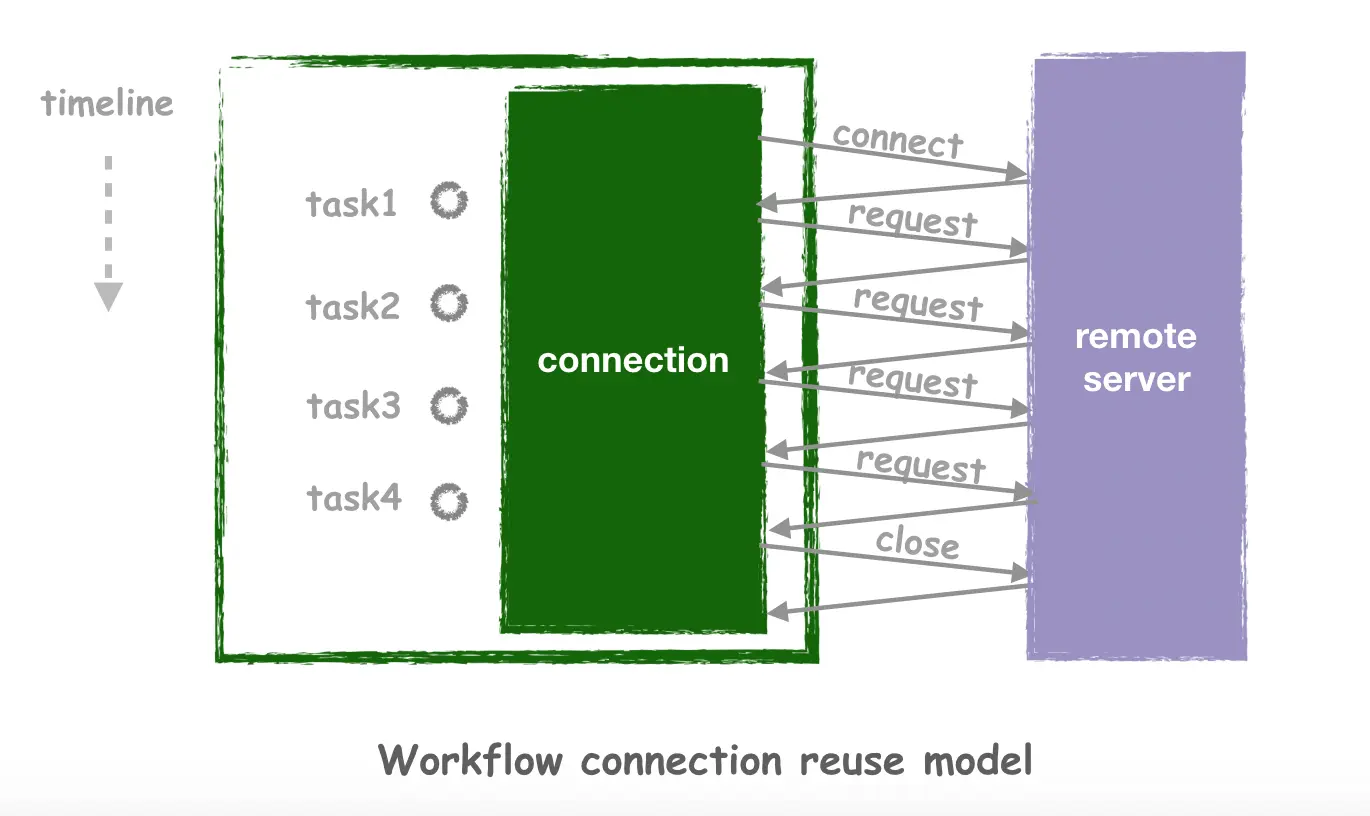 timeline
connect
task1
request
task2
request
remote
server
connection
request
task3
request
task4
close
Workflow connection reuse model